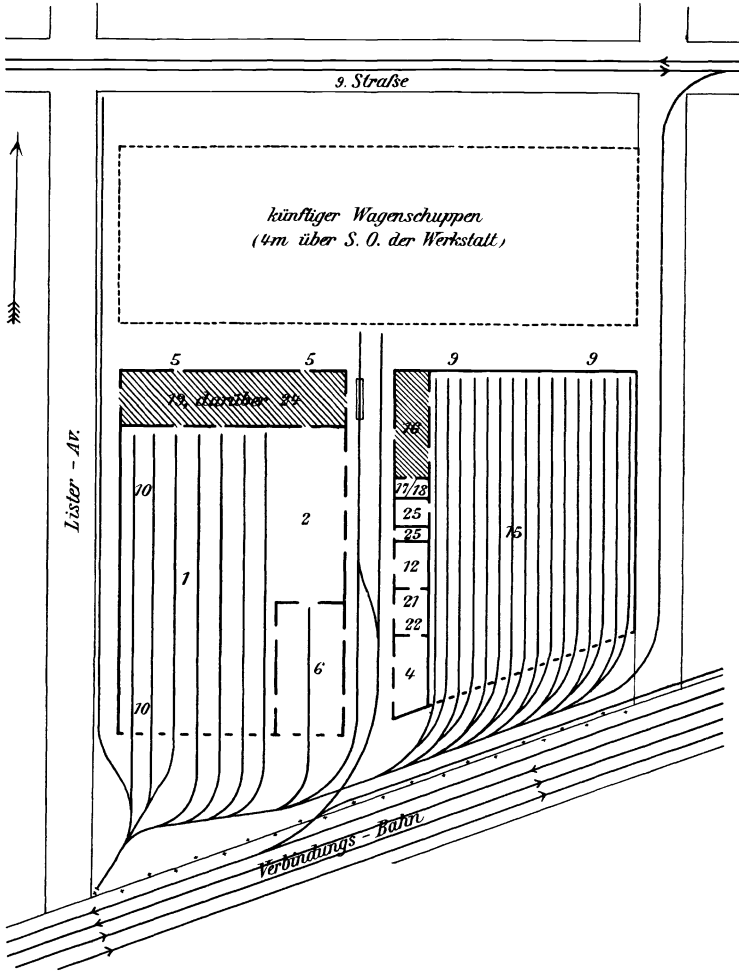 9. Straße
künftiger Wagenschuppen
(4m über S. O. der Werkstatt)
5 5 9 9
19, darüber 24
16
10 17/18
25
2 25 15
12
1 21
22
6 4
10
Lister - Av.
Verbindungs - Bahn